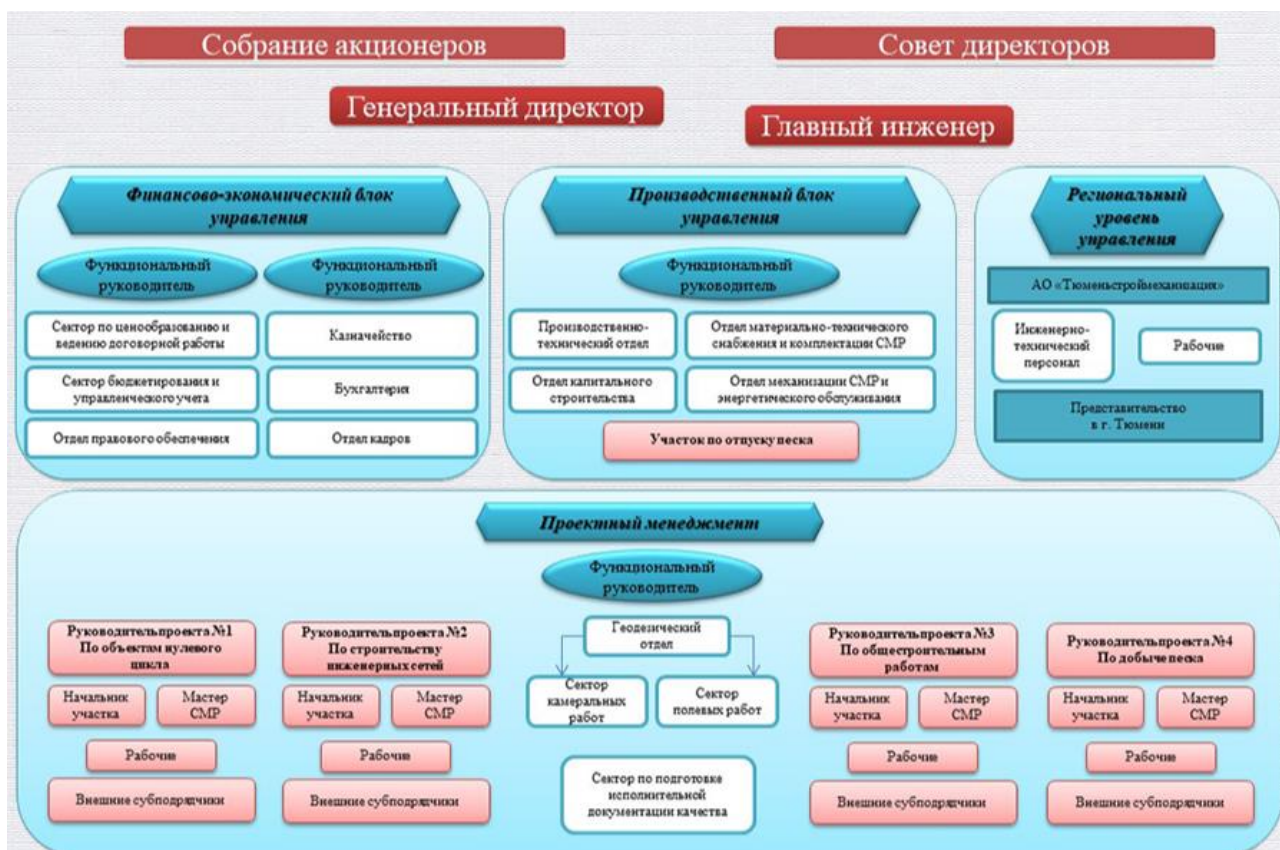 Собрание акционеров
Совет директоров
Генеральный директор
Главный инженер
Финансово-экономический блок
управления
Функциональный
руководитель
Функциональный
руководитель
Сектор по ценообразованию и
ведению договорной работы
Казначейство
Сектор бюджетирования и
управленческого учета
Бухгалтерия
Отдел правового обеспечения
Отдел кадров
Производственный блок
управления
Функциональный
руководитель
Производственно-
технический отдел
Отдел материально-технического
снабжения и комплектации СМР
Отдел капитального
строительства
Отдел механизации СМР и
энергетического обслуживания
Участок по отпуску песка
Региональный
уровень
управления
АО «Тюменьстроймеханизация»
Инженерно-
технический
персонал
Рабочие
Представительство
в г. Тюмени
Проектный менеджмент
Функциональный
руководитель
Руководитель проекта №1
По объектам нулевого
цикла
Начальник
участка
Мастер
СМР
Рабочие
Внешние субподрядчики
Руководитель проекта №2
По строительству
инженерных сетей
Начальник
участка
Мастер
СМР
Рабочие
Внешние субподрядчики
Геодезический
отдел
Сектор
камеральных
работ
Сектор
полевых работ
Сектор по подготовке
исполнительной
документации качества
Руководитель проекта №3
По общестроительным
работам
Начальник
участка
Мастер
СМР
Рабочие
Внешние субподрядчики
Руководитель проекта №4
По добыче песка
Начальник
участка
Мастер
СМР
Рабочие
Внешние субподрядчики